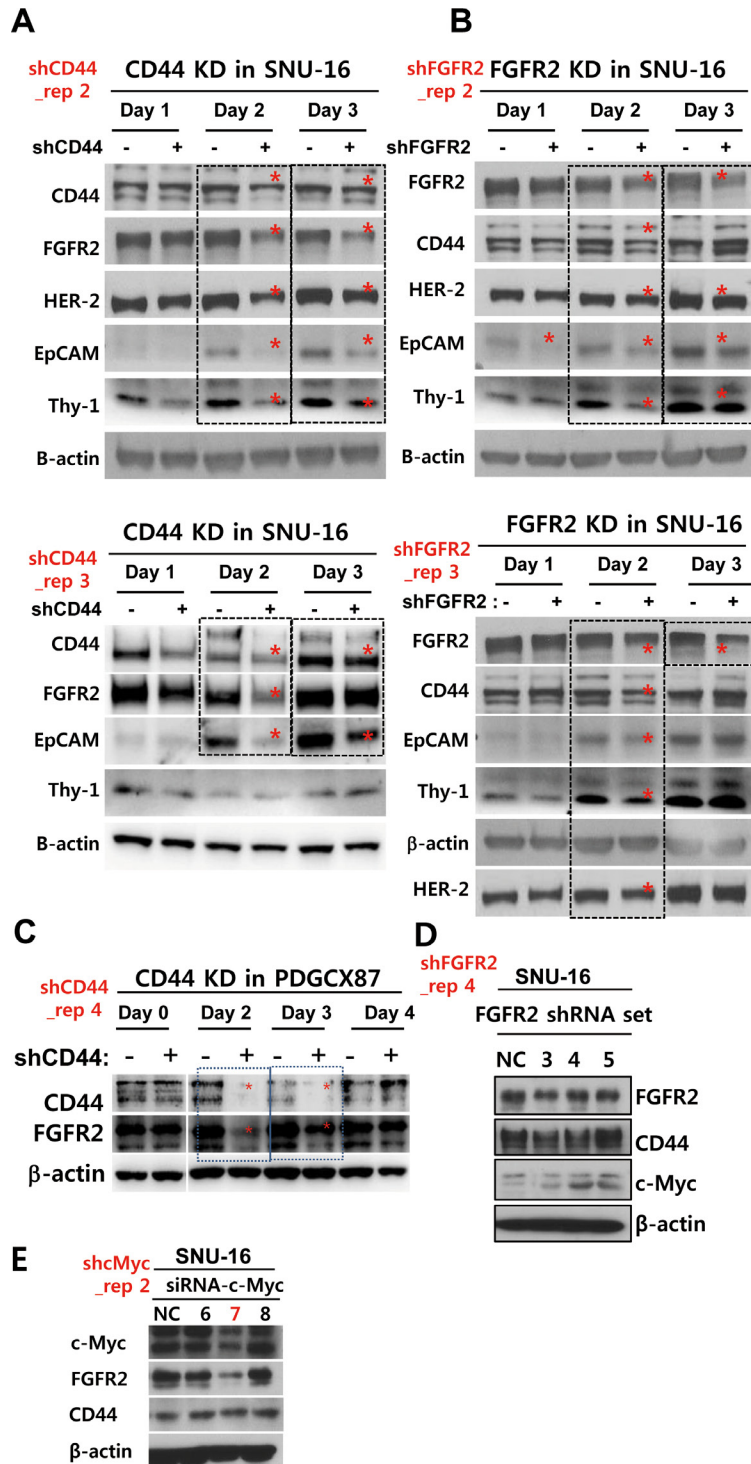 A
shCD44
_rep 2
CD44 KD in SNU-16
Day 1 Day 2 Day 3
shCD44 - + - + - +
CD44 * *
FGFR2 * *
HER-2 * *
EpCAM * *
Thy-1 * *
B-actin
B
shFGFR2
_rep 2
FGFR2 KD in SNU-16
Day 1 Day 2 Day 3
shFGFR2 - + - + - +
FGFR2 * *
CD44 *
HER-2 * *
EpCAM * * *
Thy-1 * *
B-actin
shCD44
_rep 3
CD44 KD in SNU-16
Day 1 Day 2 Day 3
shCD44 - + - + - +
CD44 * *
FGFR2 *
EpCAM * *
Thy-1
B-actin
shFGFR2
_rep 3
FGFR2 KD in SNU-16
Day 1 Day 2 Day 3
shFGFR2 : - + - + - +
FGFR2 * *
CD44 *
EpCAM *
Thy-1 *
β-actin
HER-2 *
C
shCD44
_rep 4
CD44 KD in PDGCX87
Day 0 Day 2 Day 3 Day 4
shCD44: - + - + - + - +
CD44 * *
FGFR2 * *
β-actin
D
shFGFR2
_rep 4
SNU-16
FGFR2 shRNA set
NC 3 4 5
FGFR2
CD44
c-Myc
β-actin
E
shcMyc
_rep 2
SNU-16
siRNA-c-Myc
NC 6 7 8
c-Myc
FGFR2
CD44
β-actin